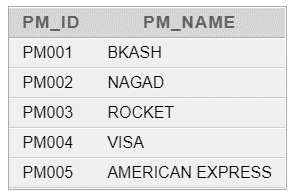 PM_ID PM_NAME
PM001 BKASH
PM002 NAGAD
PM003 ROCKET
PM004 VISA
PM005 AMERICAN EXPRESS